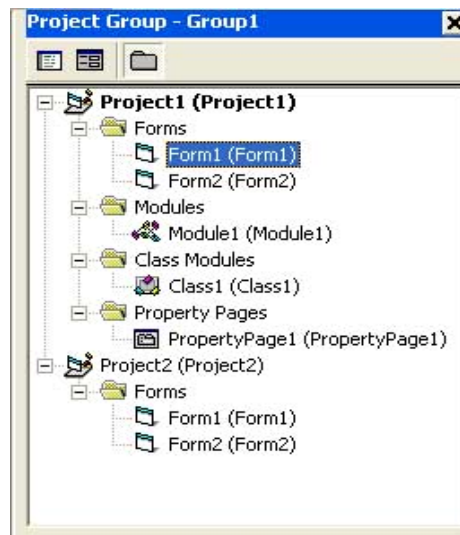 Project Group - Group1
Project1 (Project1)
Forms
Form1 (Form1)
Form2 (Form2)
Modules
Module1 (Module1)
Class Modules
Class1 (Class1)
Property Pages
PropertyPage1 (PropertyPage1)
Project2 (Project2)
Forms
Form1 (Form1)
Form2 (Form2)